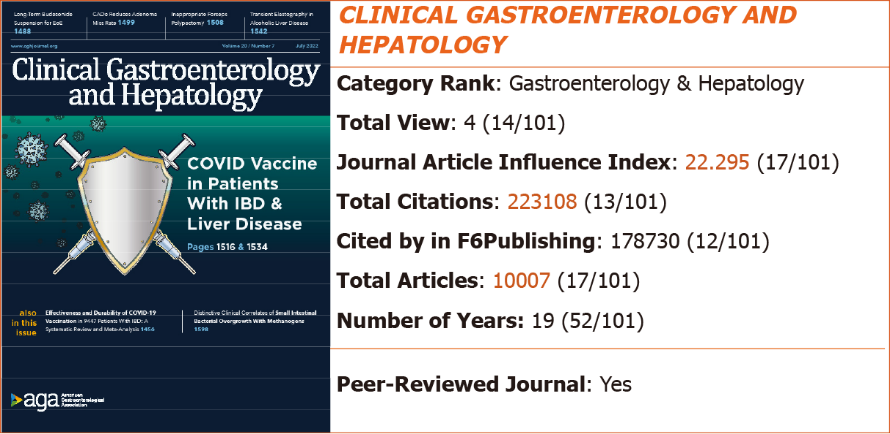 Long-Term Budesonide
Suspension for EoE
1488
CADe Reduces Adenoma
Miss Rate 1499
Inappropriate Forceps
Polypectomy 1508
Transient Elastography in
Alcoholic Liver Disease
1542
www.cghjournal.org
Volume 20 / Number 7
July 2022
Clinical Gastroenterology
and Hepatology
COVID Vaccine
in Patients
With IBD &
Liver Disease
Pages 1516 & 1534
also
in this
issue
Effectiveness and Durability of COVID-19
Vaccination in 9447 Patients With IBD: A
Systematic Review and Meta-Analysis 1456
Distinctive Clinical Correlates of Small Intestinal
Bacterial Overgrowth With Methanogens
1598
aga
American
Gastroenterological
Association
CLINICAL GASTROENTEROLOGY AND
HEPATOLOGY
Category Rank: Gastroenterology & Hepatology
Total View: 4 (14/101)
Journal Article Influence Index: 22.295 (17/101)
Total Citations: 223108 (13/101)
Cited by in F6Publishing: 178730 (12/101)
Total Articles: 10007 (17/101)
Number of Years: 19 (52/101)
Peer-Reviewed Journal: Yes